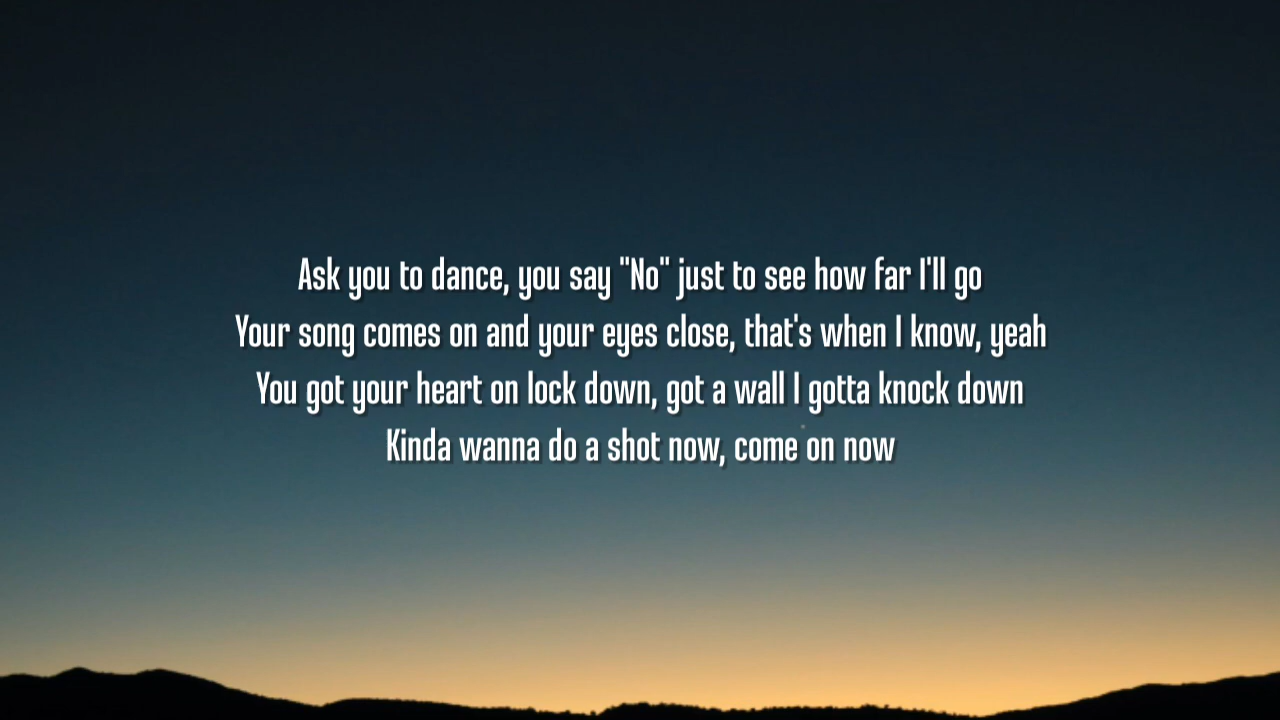 Ask you to dance, you say "No" just to see how far I'll go
Your song comes on and your eyes close, that's when I know, yeah
You got your heart on lock down, got a wall I gotta knock down
Kinda wanna do a shot now, come on now